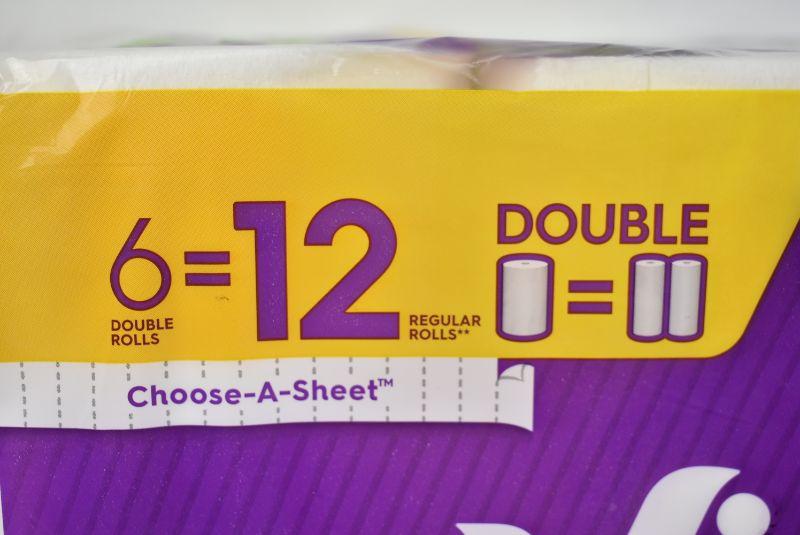 6=12
DOUBLE
ROLLS
REGULAR
ROLLS**
DOUBLE
=
Choose-A-Sheet™